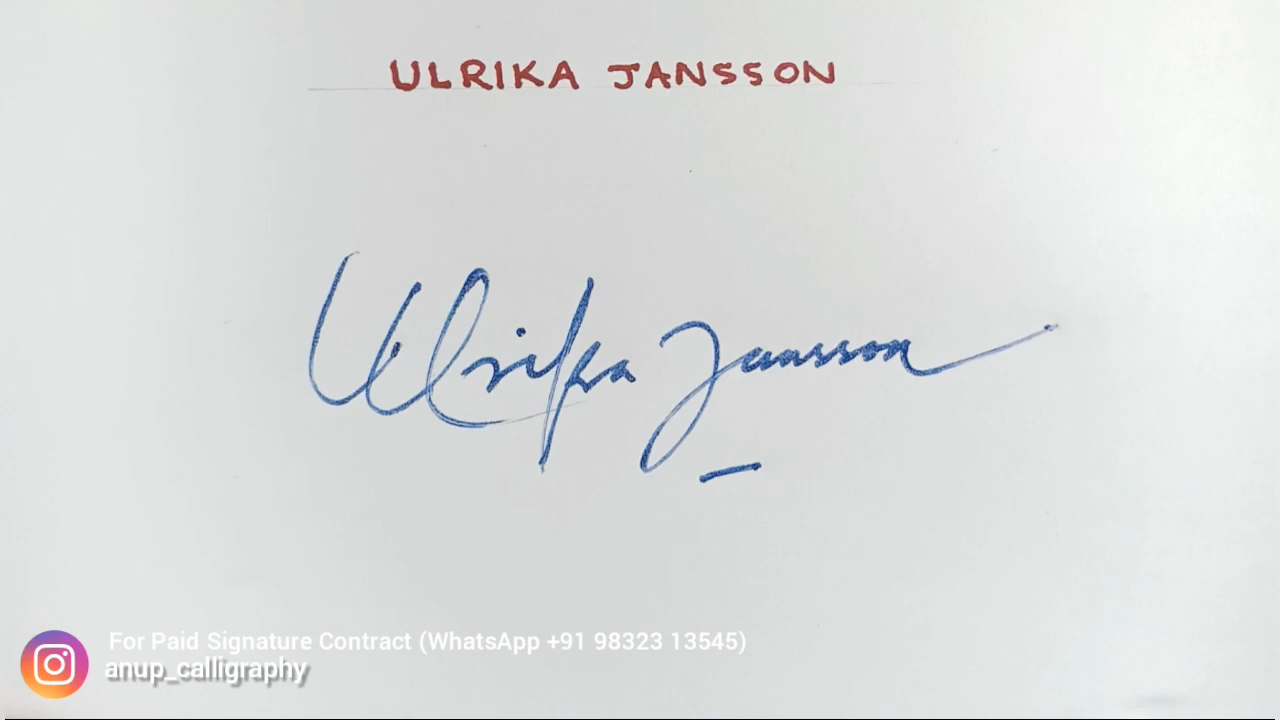 ULRIKA JANSSON
Ulrika Jansson
For Paid Signature Contract (WhatsApp +91 98323 13545)
anup_calligraphy